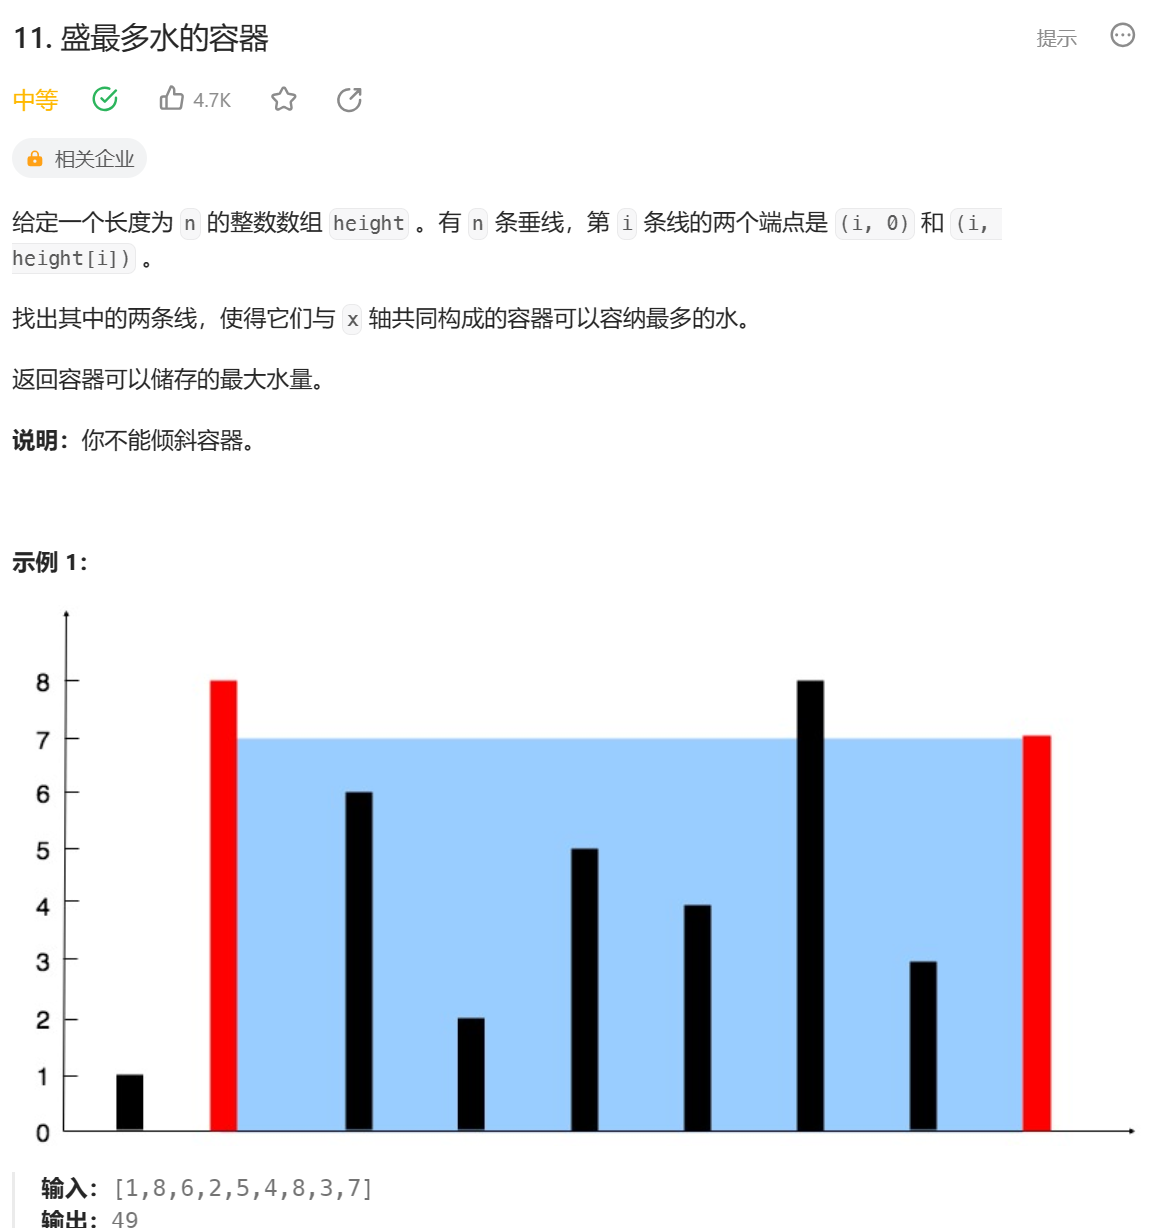 11. 盛最多水的容器
提示
中等
4.7K
相关企业
给定一个长度为 n 的整数数组 height 。有 n 条垂线，第 i 条线的两个端点是 (i, 0) 和 (i,
height[i]) 。
找出其中的两条线，使得它们与 x 轴共同构成的容器可以容纳最多的水。
返回容器可以储存的最大水量。
说明：你不能倾斜容器。
示例 1：
8
7
6
5
4
3
2
1
0
输入：[1,8,6,2,5,4,8,3,7]
输出：49